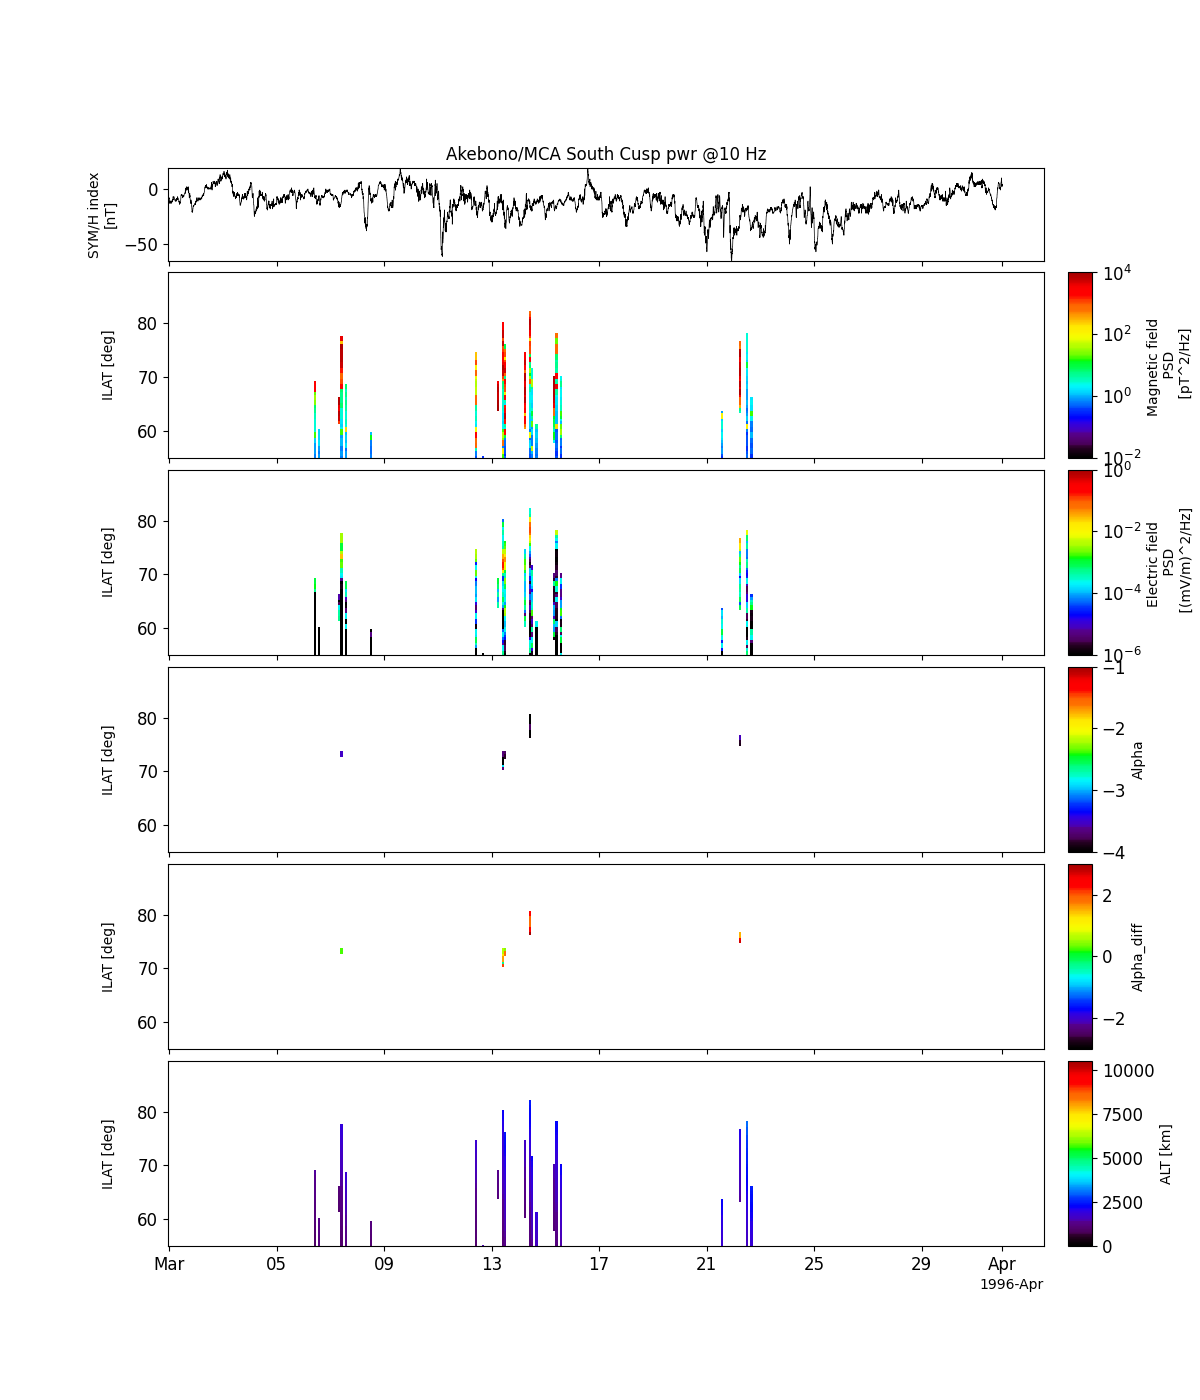 Akebono/MCA South Cusp pwr @10 Hz
SYM/H index
[nT]
0
−50
ILAT [deg]
80
70
60
10^4
10^2
10^0
10^−2
Magnetic field
PSD
[pT^2/Hz]
ILAT [deg]
80
70
60
10^0
10^−2
10^−4
10^−6
Electric field
PSD
[(mV/m)^2/Hz]
ILAT [deg]
80
70
60
−1
−2
−3
−4
Alpha
ILAT [deg]
80
70
60
2
0
−2
Alpha_diff
ILAT [deg]
80
70
60
10000
7500
5000
2500
0
ALT [km]
Mar 05 09 13 17 21 25 29 Apr
1996-Apr